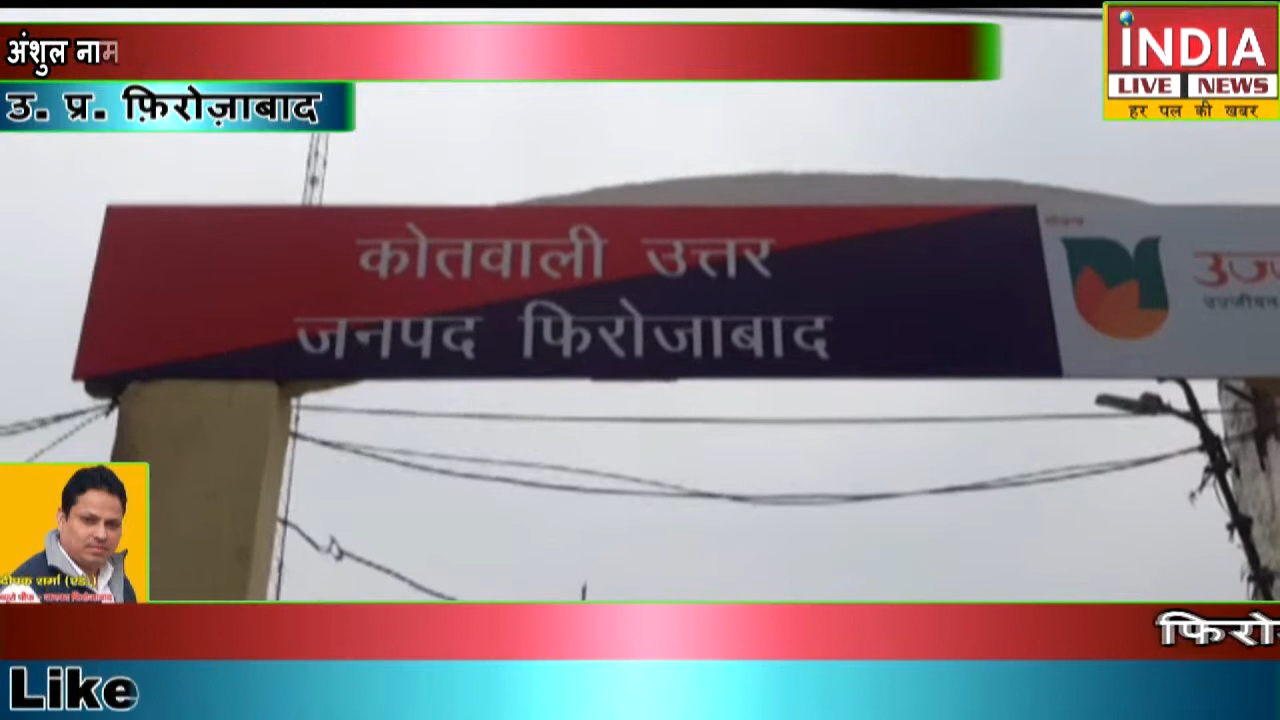 अंशुल नाम
उ. प्र. फ़िरोज़ाबाद
INDIA
LIVE NEWS
हर पल की खबर
कोतवाली उत्तर
जनपद फिरोजाबाद
दीपक शर्मा (एड.)
फिरो
Like